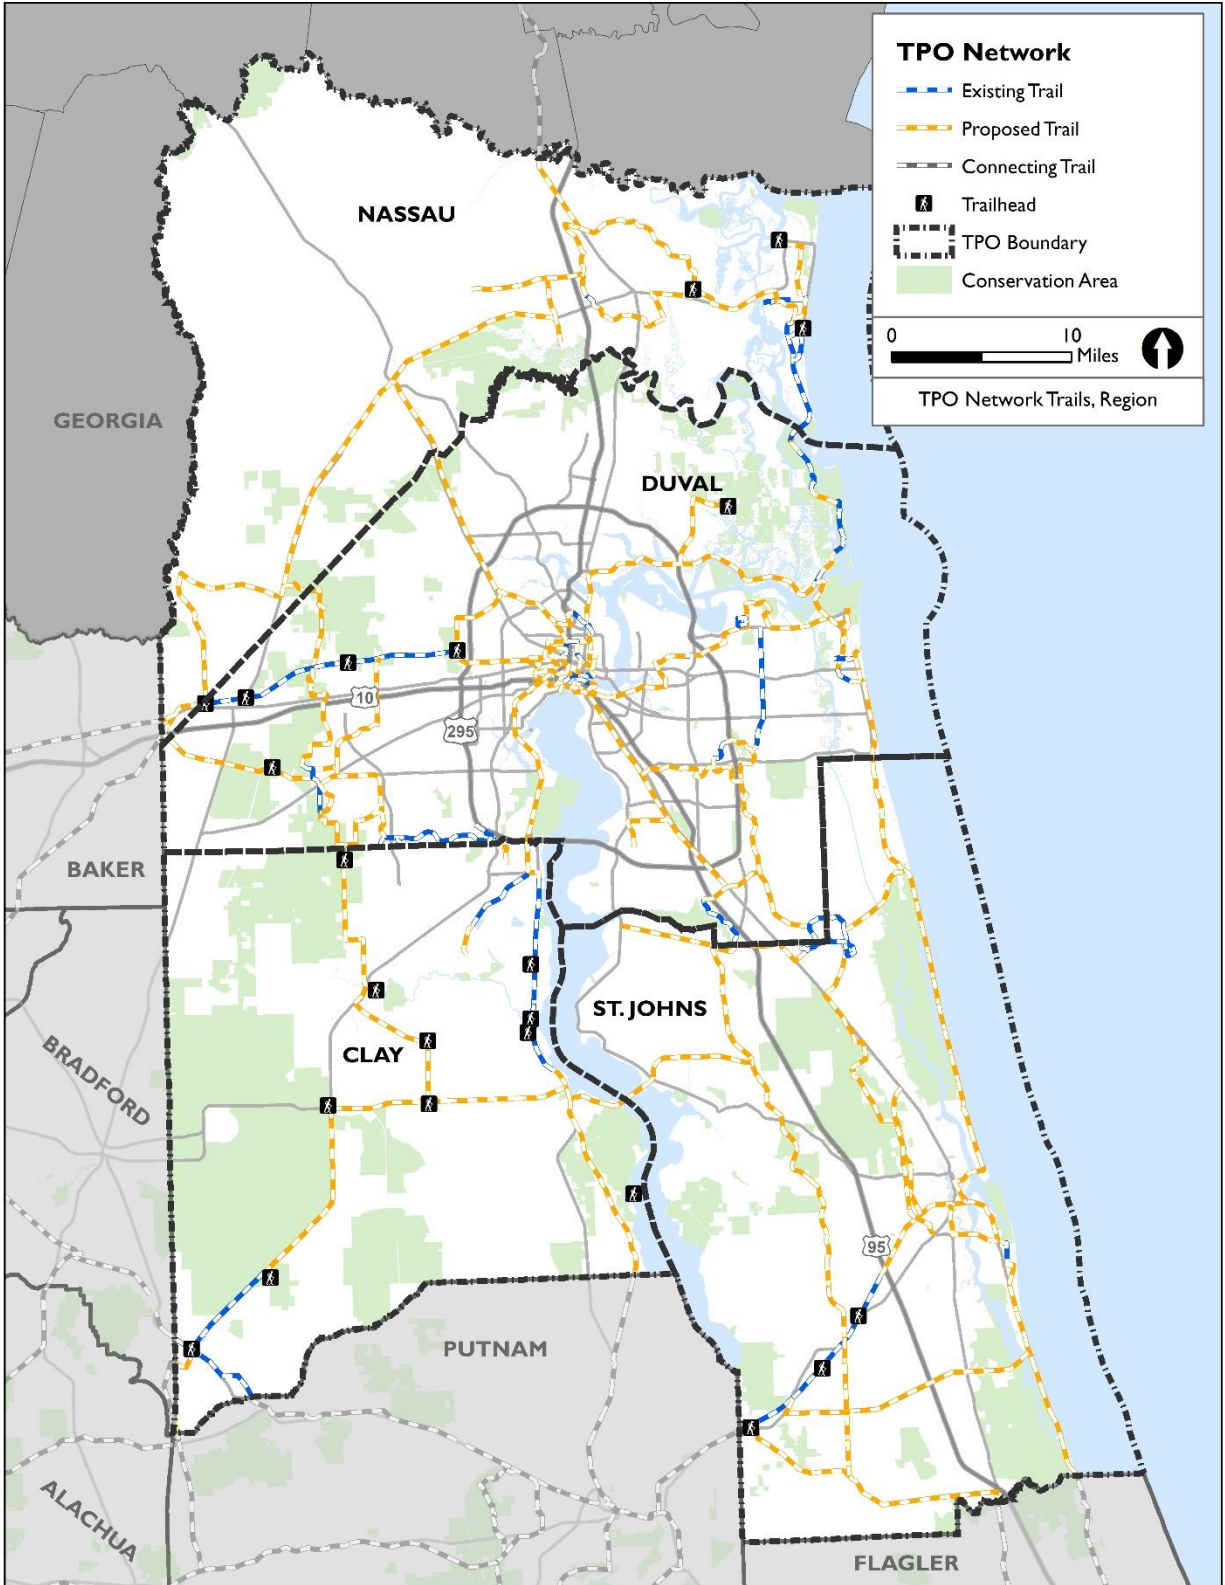 TPO Network
Existing Trail
Proposed Trail
Connecting Trail
Trailhead
TPO Boundary
Conservation Area
0 10
Miles
TPO Network Trails, Region
NASSAU
GEORGIA
DUVAL
10
295
BAKER
ST. JOHNS
CLAY
BRADFORD
95
PUTNAM
ALACHUA
FLAGLER